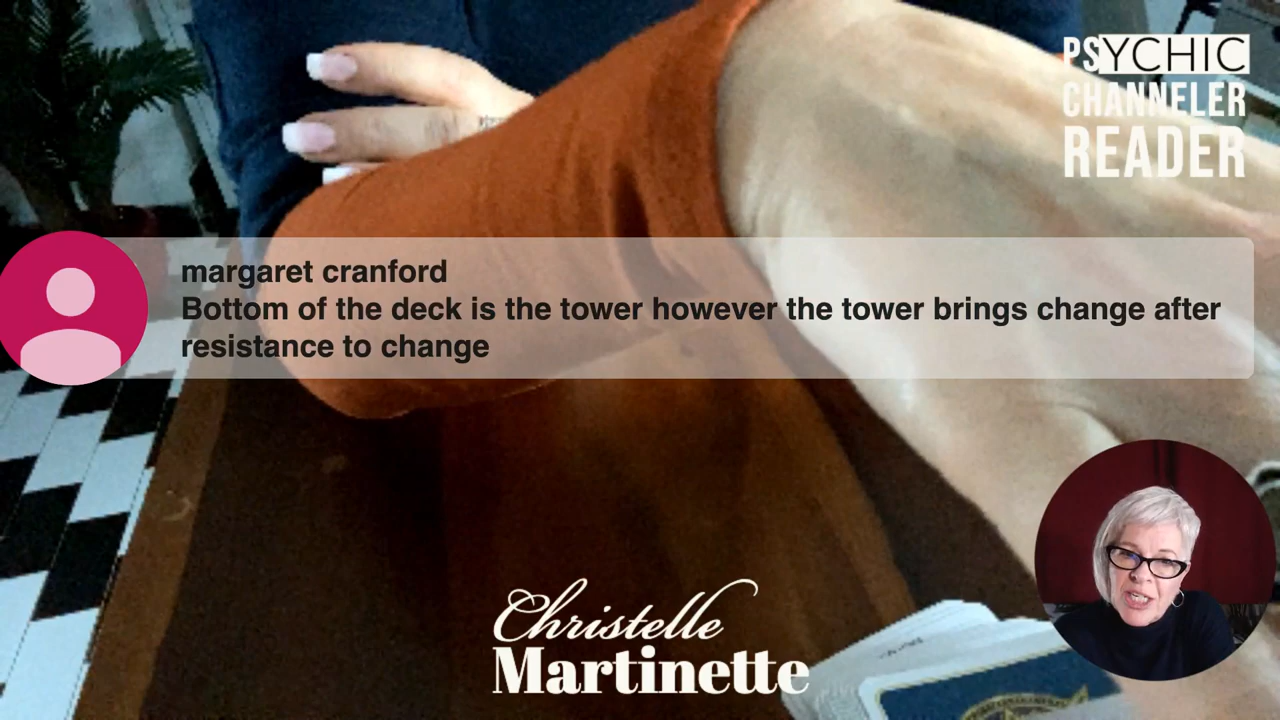 PSYCHIC
CHANNELER
READER
margaret cranford
Bottom of the deck is the tower however the tower brings change after
resistance to change
Christelle
Martinette